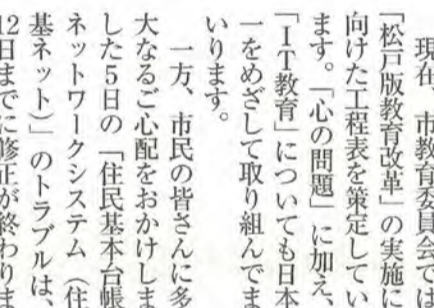 現在、市教育委員会では
「松戸版教育改革」の実施に
向けた工程表を策定してい
ます。「心の問題」に加え、
「ＩＴ教育」についても日本
一をめざして取り組んでま
いります。
一方、市民の皆さんに多
大なるご心配をおかけしま
した５日の「住民基本台帳
ネットワークシステム（住
基ネット）」のトラブルは、
12日までに修正が終わりま